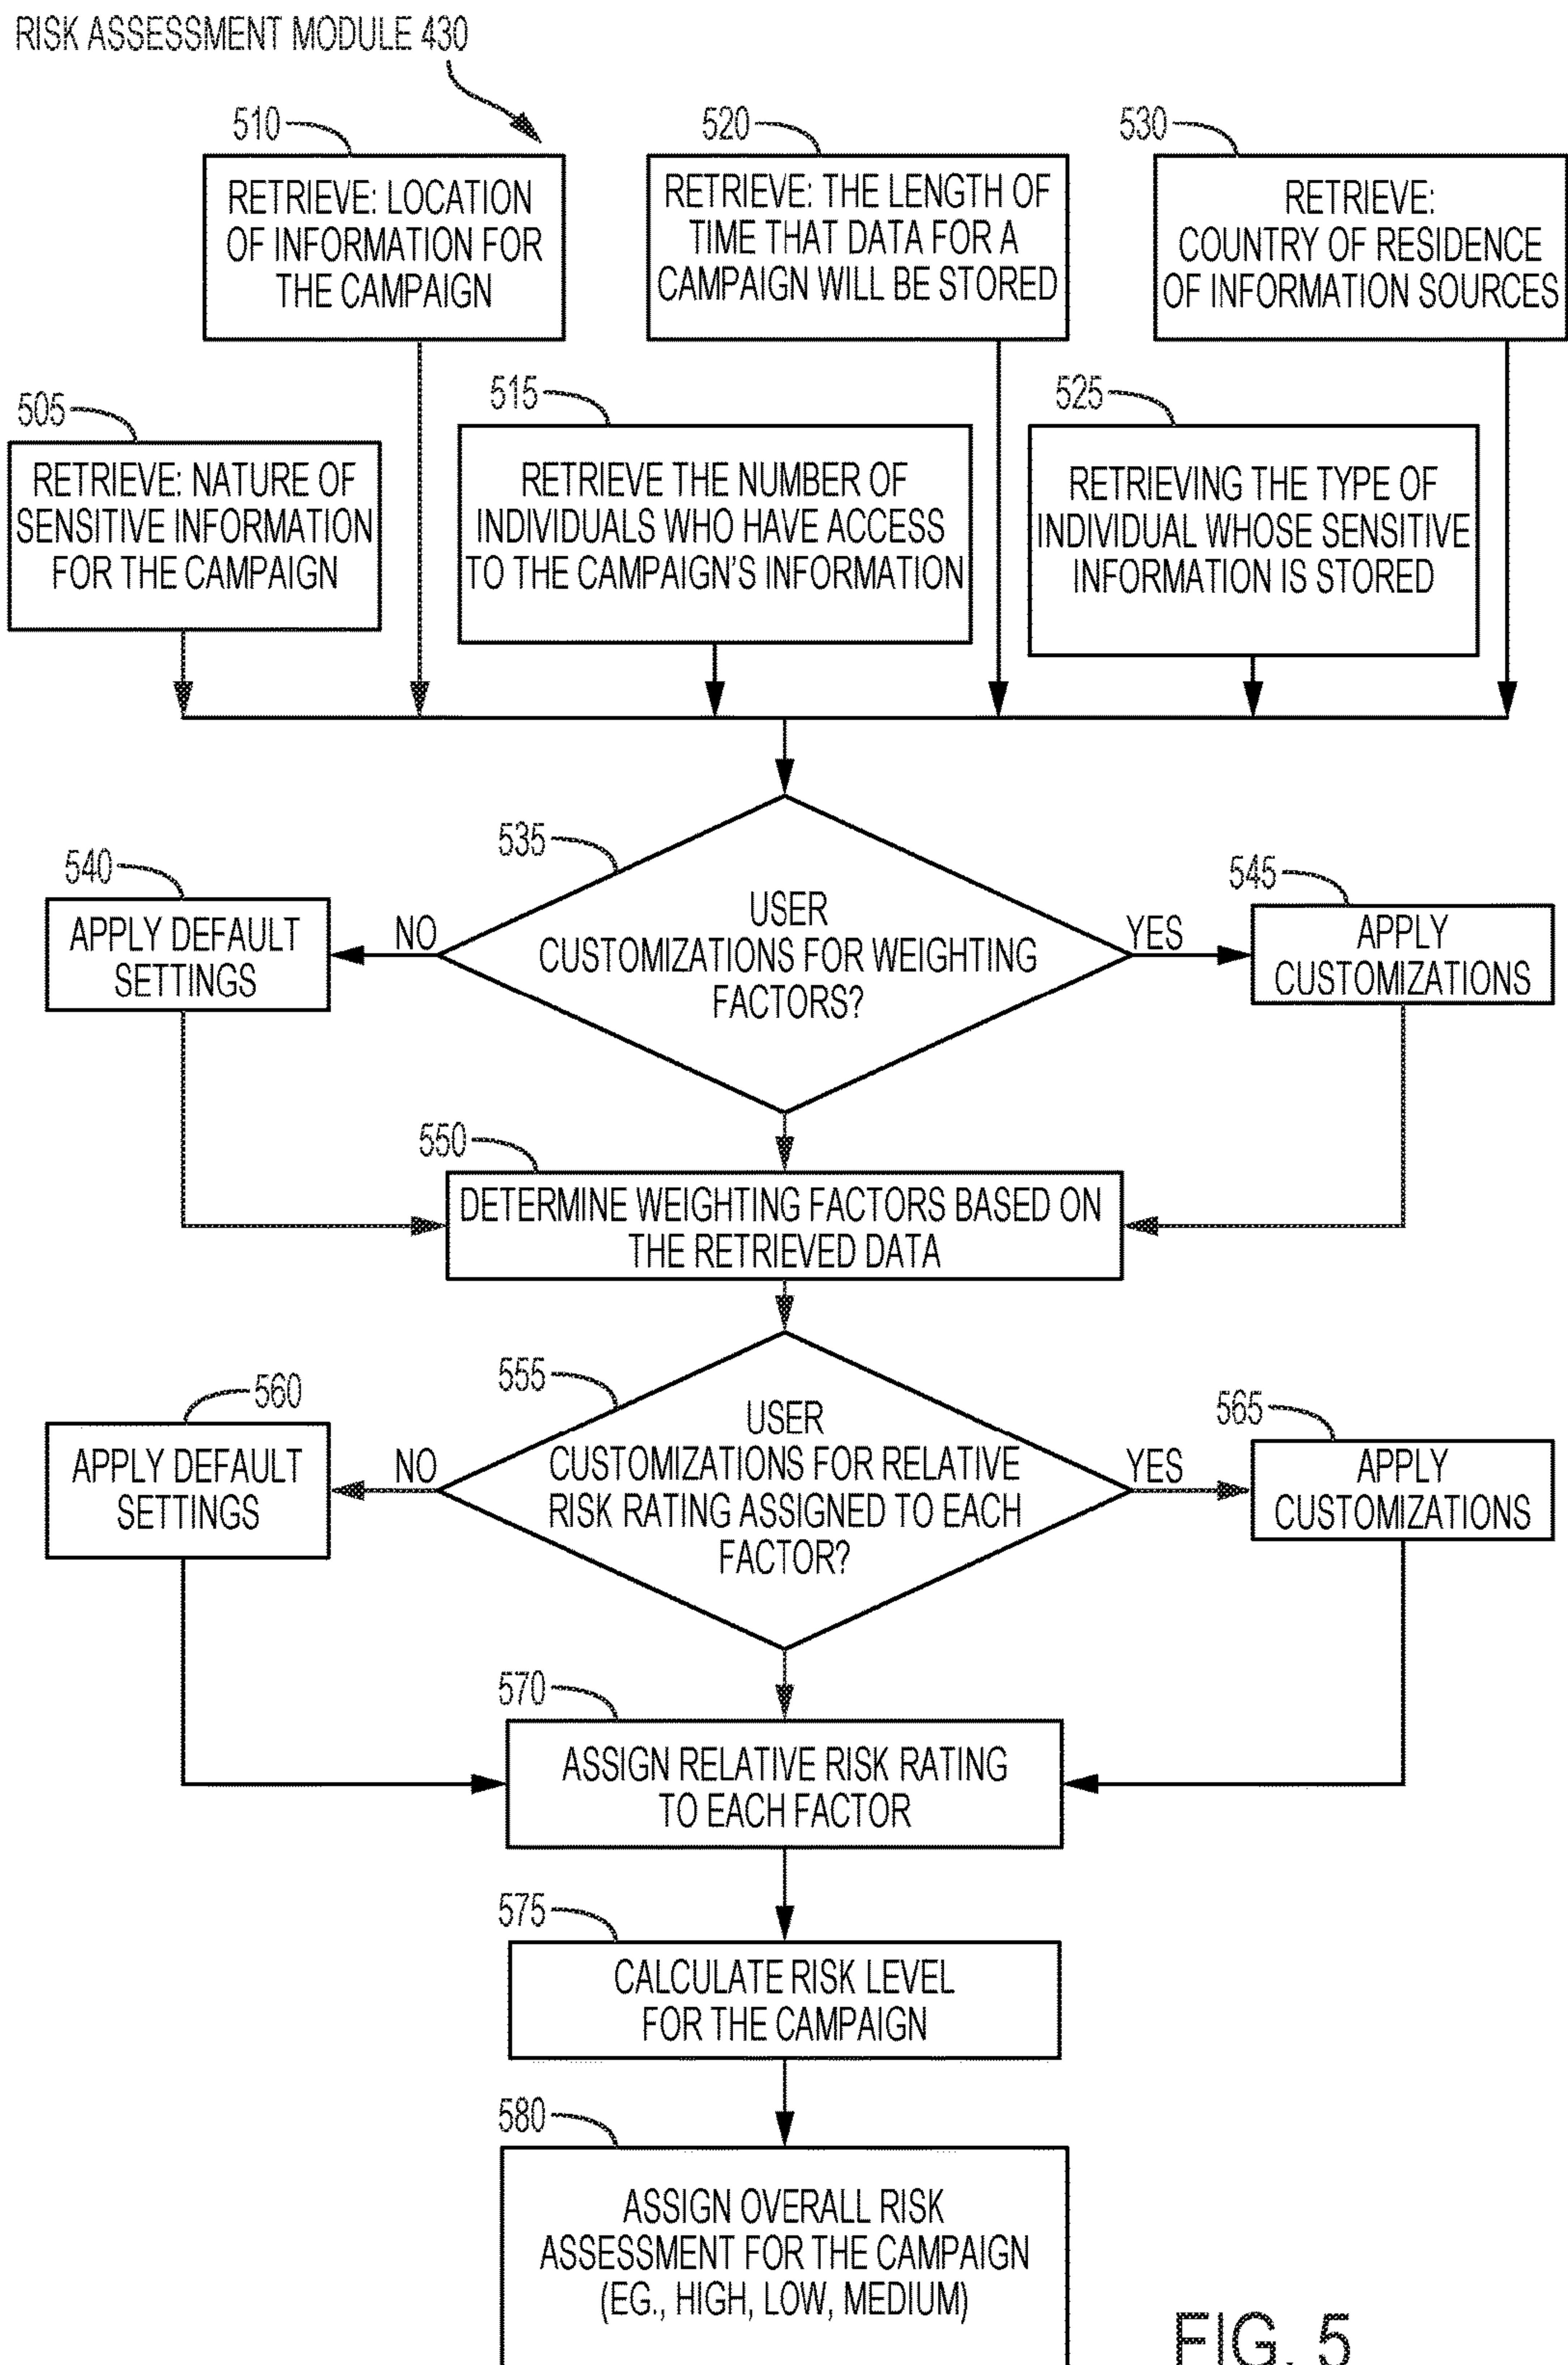 RISK ASSESSMENT MODULE 430
510
RETRIEVE: LOCATION
OF INFORMATION FOR
THE CAMPAIGN
520
RETRIEVE: THE LENGTH OF
TIME THAT DATA FOR A
CAMPAIGN WILL BE STORED
530
RETRIEVE:
COUNTRY OF RESIDENCE
OF INFORMATION SOURCES
505
RETRIEVE: NATURE OF
SENSITIVE INFORMATION
FOR THE CAMPAIGN
515
RETRIEVE THE NUMBER OF
INDIVIDUALS WHO HAVE ACCESS
TO THE CAMPAIGN'S INFORMATION
525
RETRIEVING THE TYPE OF
INDIVIDUAL WHOSE SENSITIVE
INFORMATION IS STORED
535
USER
CUSTOMIZATIONS FOR WEIGHTING
FACTORS?
540
NO
APPLY DEFAULT
SETTINGS
545
YES
APPLY
CUSTOMIZATIONS
550
DETERMINE WEIGHTING FACTORS BASED ON
THE RETRIEVED DATA
555
USER
CUSTOMIZATIONS FOR RELATIVE
RISK RATING ASSIGNED TO EACH
FACTOR?
560
NO
APPLY DEFAULT
SETTINGS
565
YES
APPLY
CUSTOMIZATIONS
570
ASSIGN RELATIVE RISK RATING
TO EACH FACTOR
575
CALCULATE RISK LEVEL
FOR THE CAMPAIGN
580
ASSIGN OVERALL RISK
ASSESSMENT FOR THE CAMPAIGN
(EG., HIGH, LOW, MEDIUM)
FIG. 5